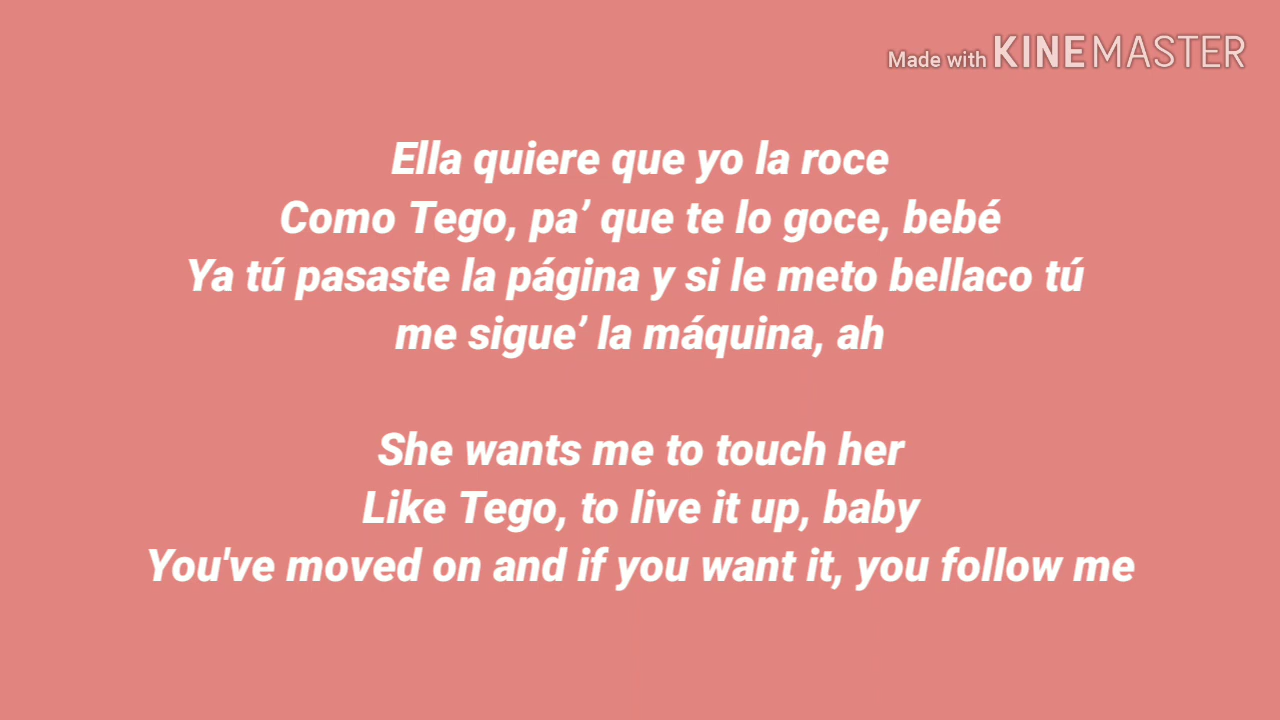 Made with KINEMASTER
Ella quiere que yo la roce
Como Tego, pa’ que te lo goce, bebé
Ya tú pasaste la página y si le meto bellaco tú
me sigue’ la máquina, ah
She wants me to touch her
Like Tego, to live it up, baby
You've moved on and if you want it, you follow me